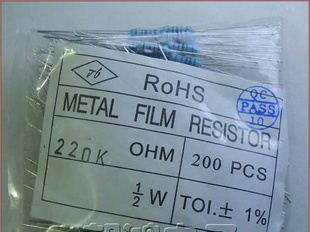 RoHS
QC
PASS
10
METAL FILM RESISTOR
220K OHM
200 PCS
1/2 W
TOl.± 1%